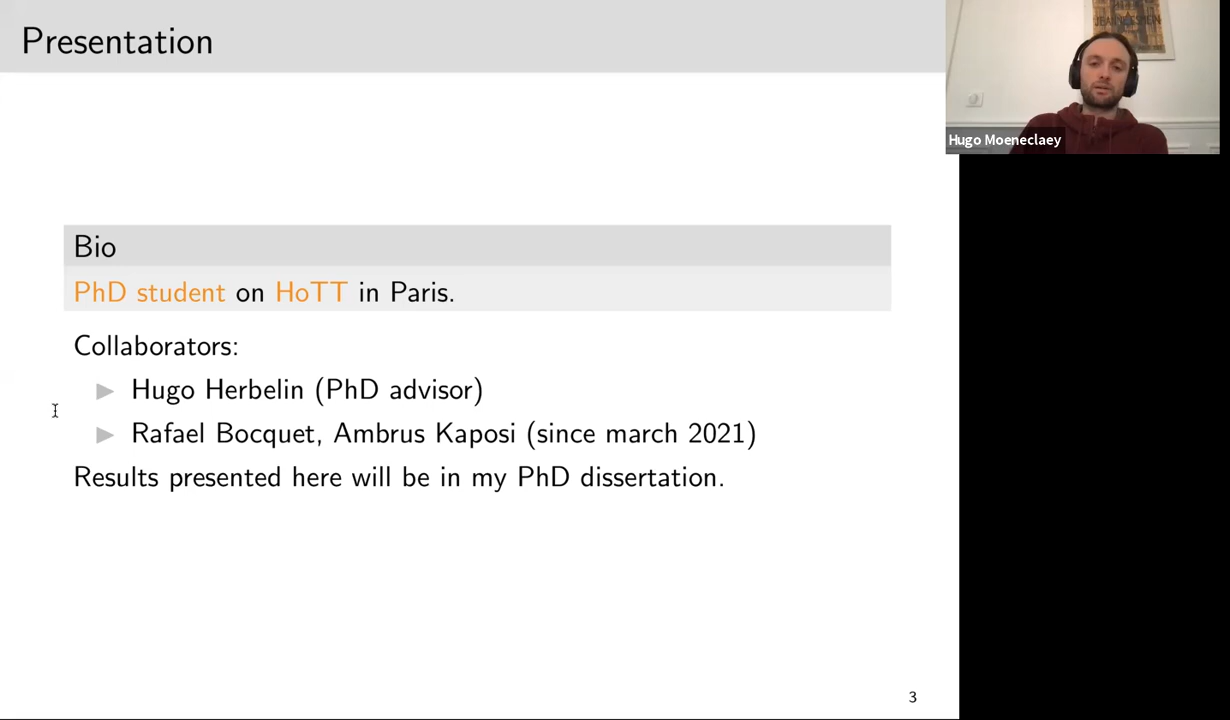 Presentation
Hugo Moeneclaey
Bio
PhD student on HoTT in Paris.
Collaborators:
Hugo Herbelin (PhD advisor)
Rafael Bocquet, Ambrus Kaposi (since march 2021)
Results presented here will be in my PhD dissertation.
3